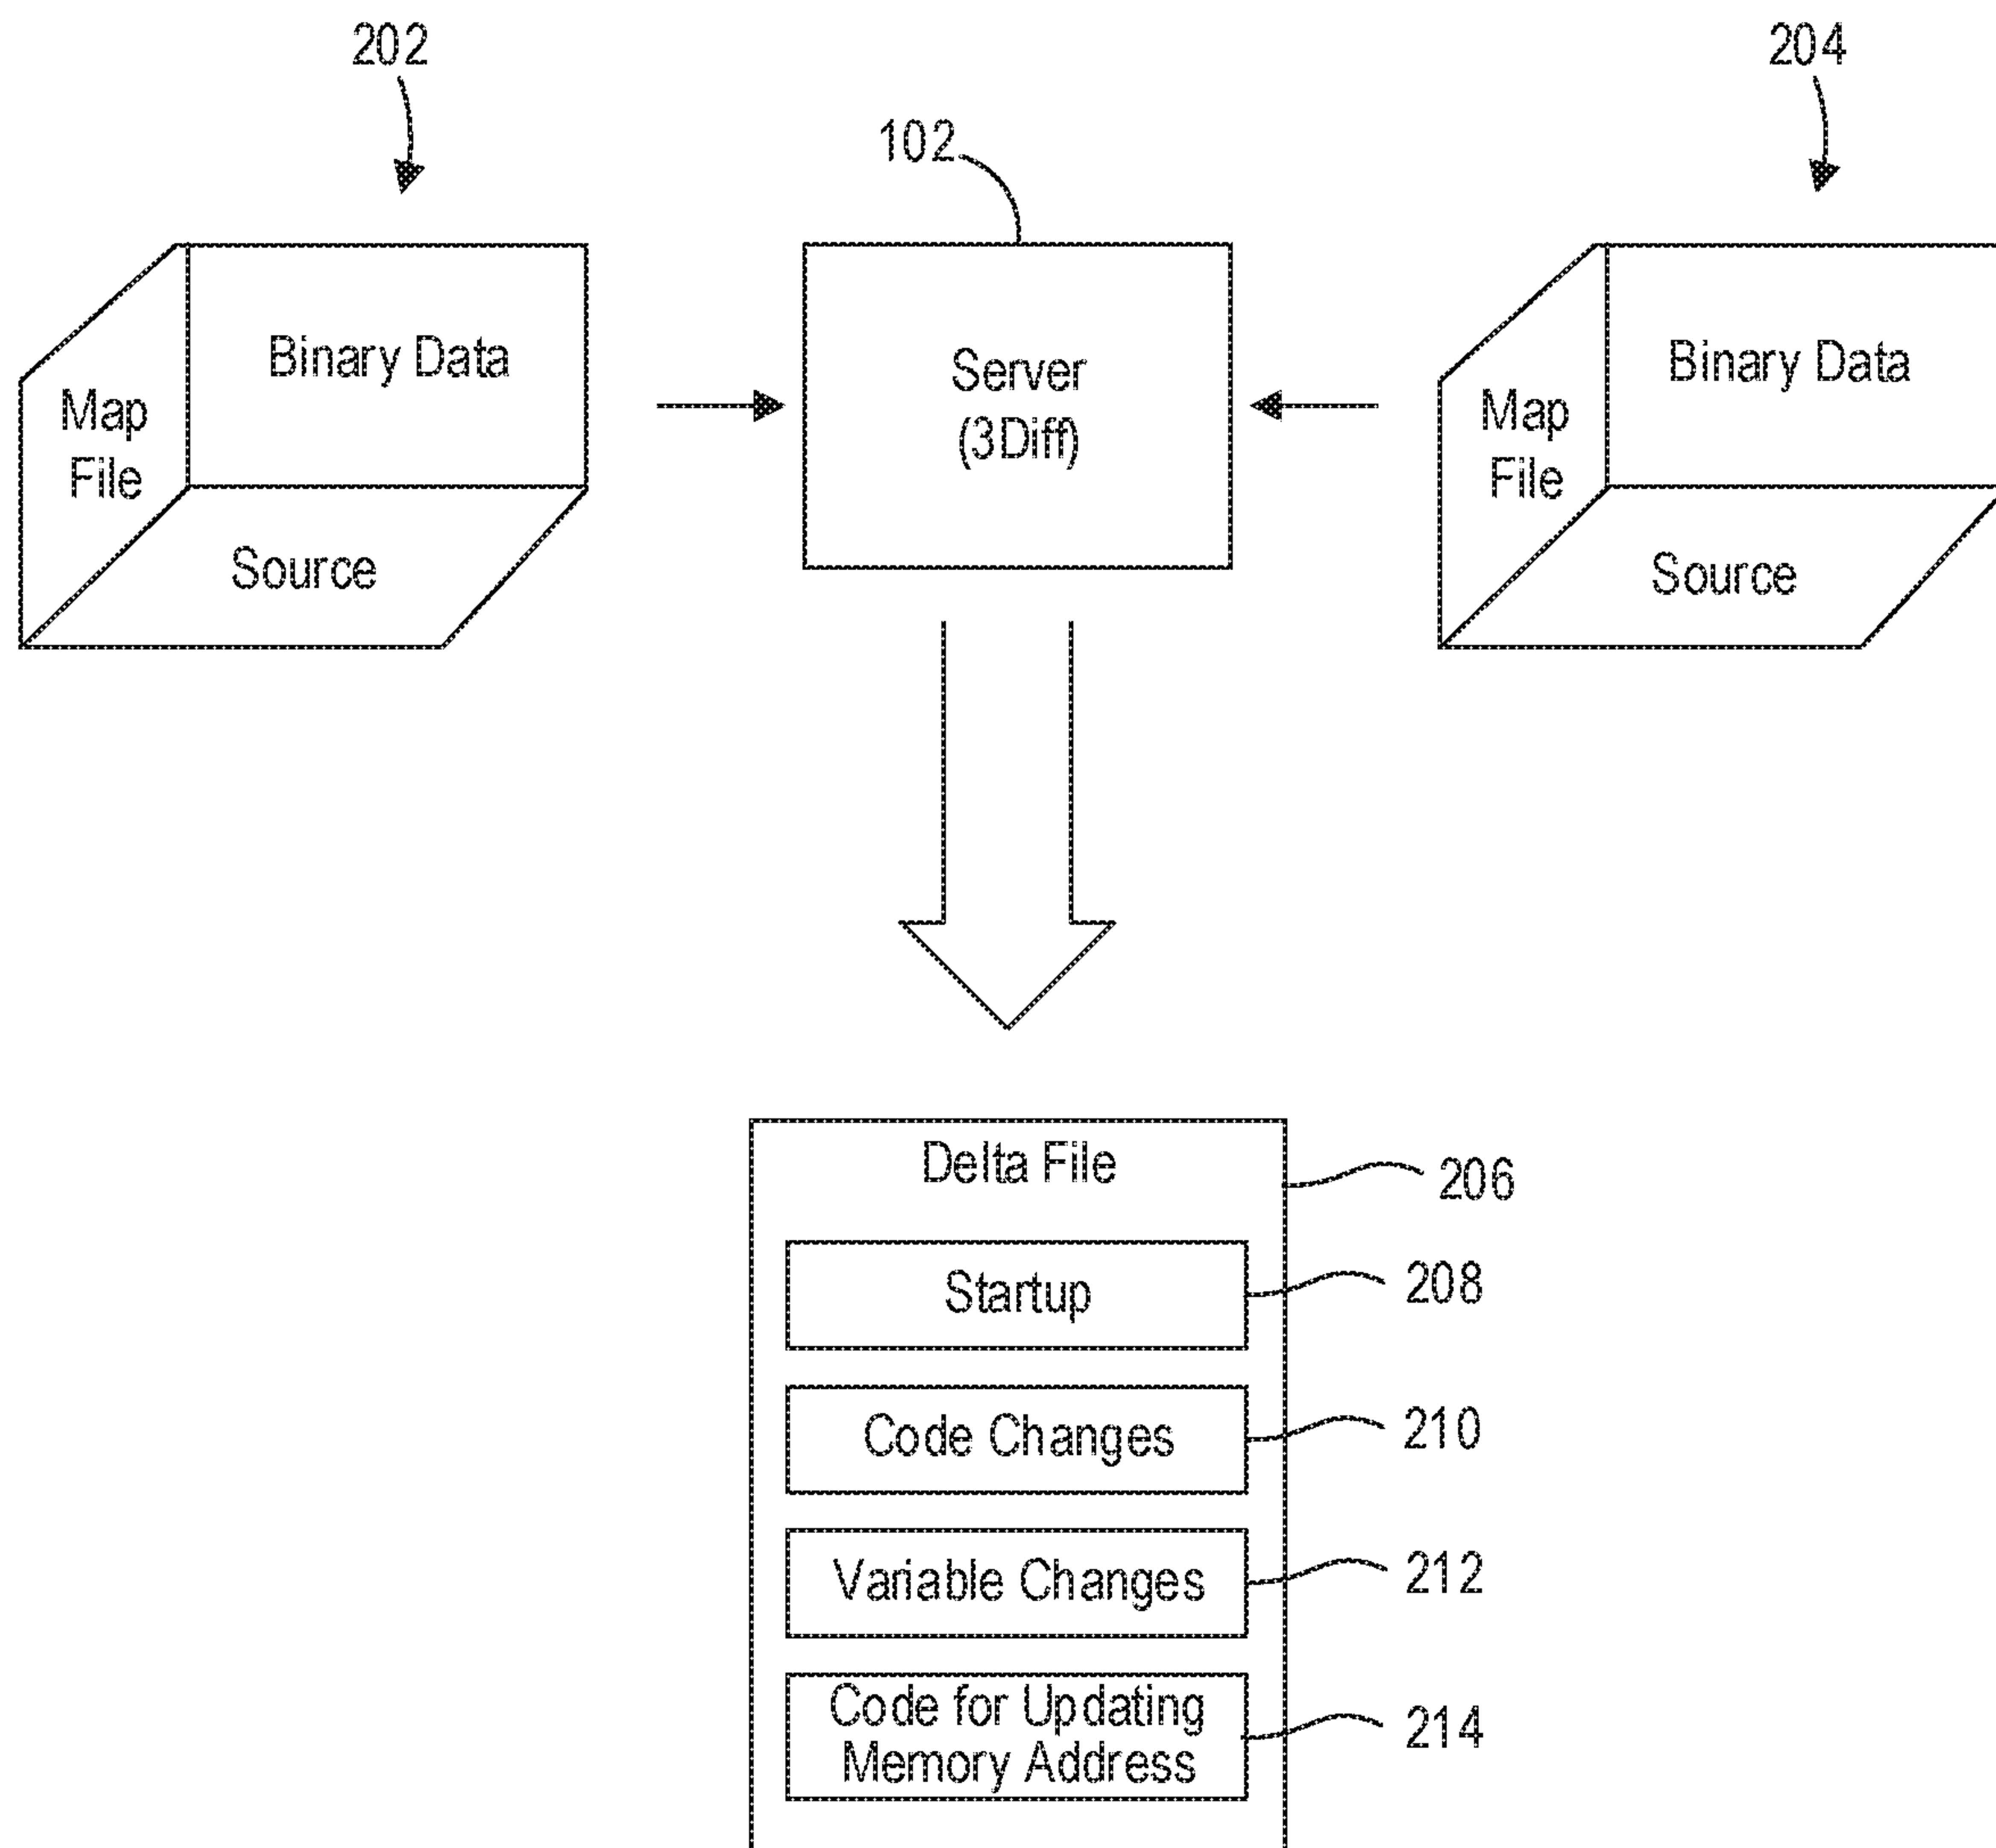 202
204
102
Binary Data
Map
File
Source
Server
(3Diff)
Binary Data
Map
File
Source
Delta File
206
Startup
208
Code Changes
210
Variable Changes
212
Code for Updating
Memory Address
214